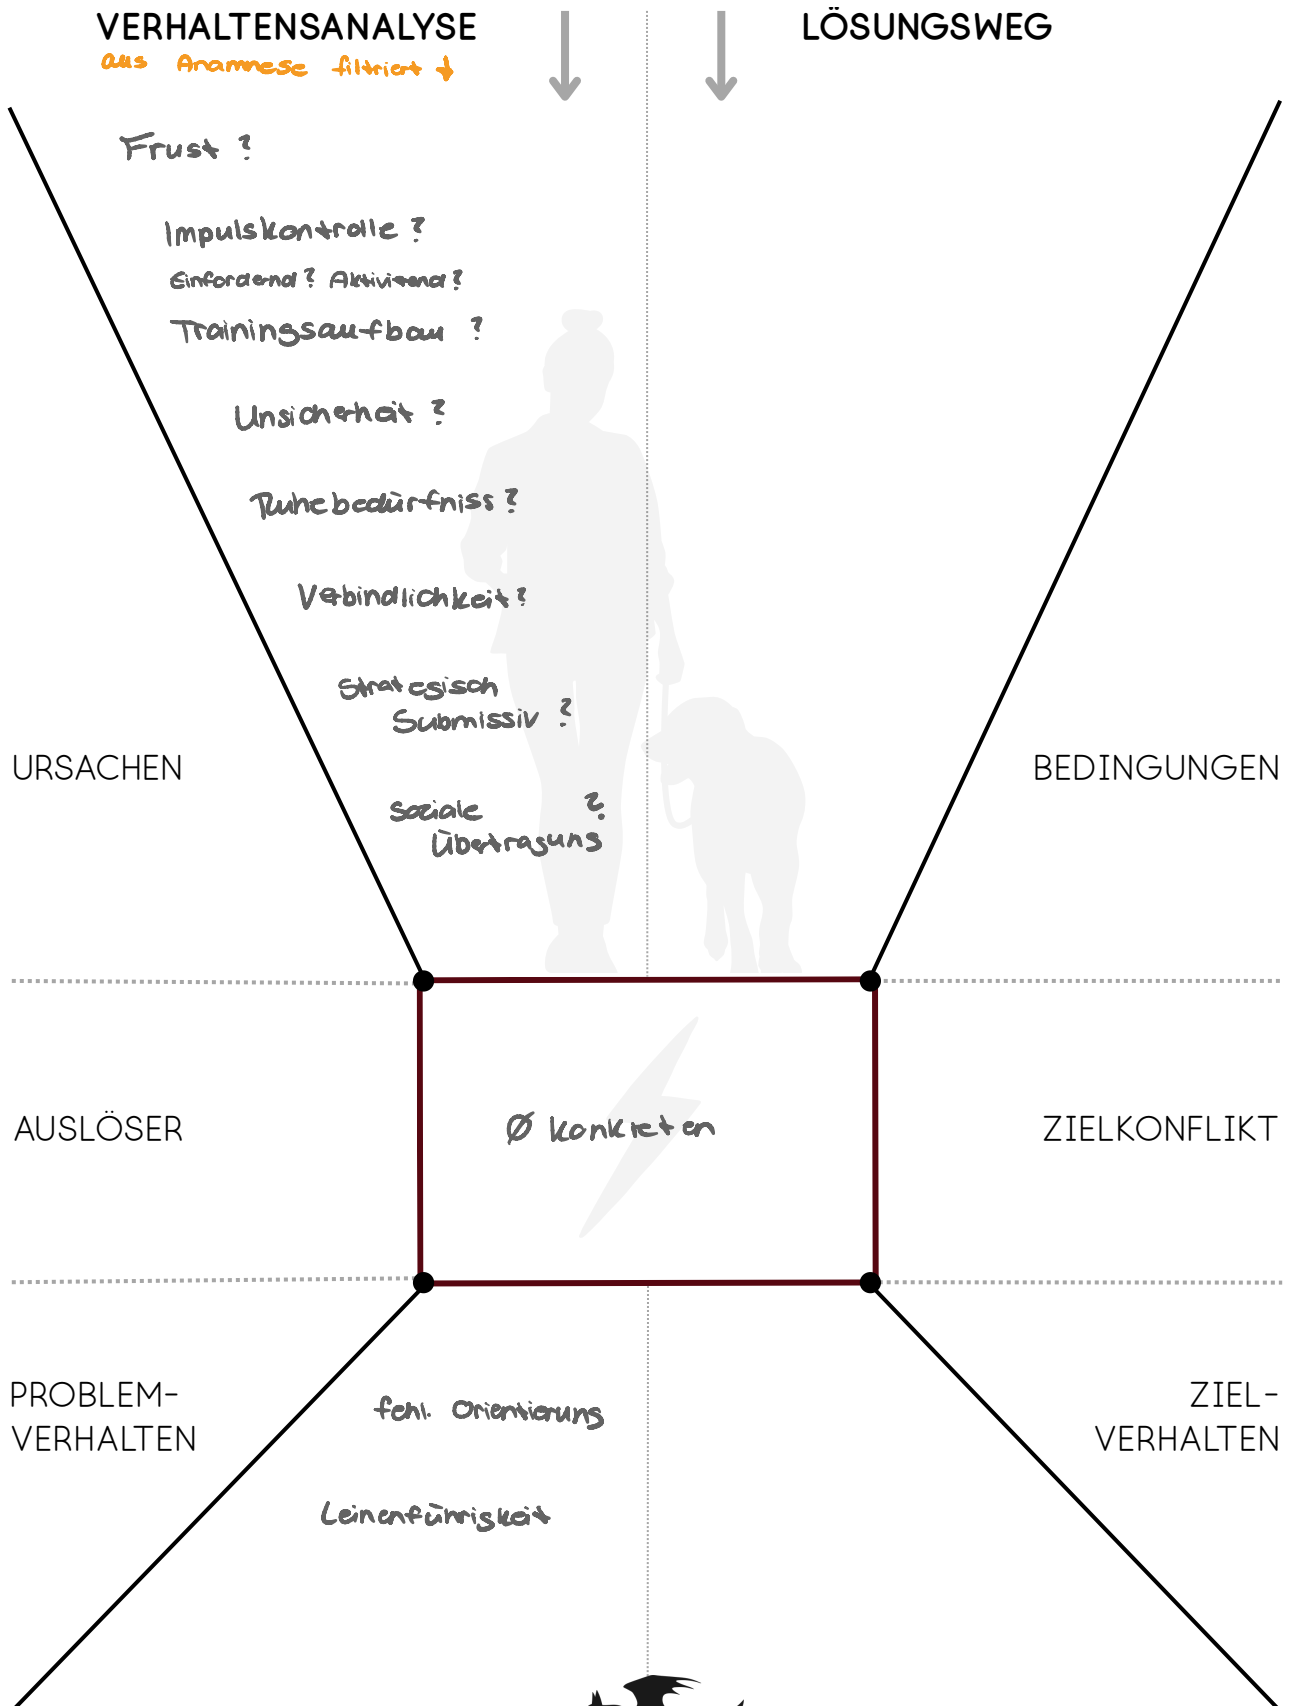 VERHALTENSANALYSE
LÖSUNGSWEG
aus Anamnese filtriert ↓
Frust ?
Impulskontrolle ?
Einfordernd? Aktivierend?
Trainingsaufbau ?
Unsicherheit ?
Ruhebedürfniss?
Verbindlichkeit?
Strategisch
Submissiv ?
URSACHEN
BEDINGUNGEN
soziale ?
Übertragung
AUSLÖSER
Ø konkreten
ZIELKONFLIKT
PROBLEM-
VERHALTEN
ZIEL-
VERHALTEN
fehl. Orientierung
Leinenführigkeit